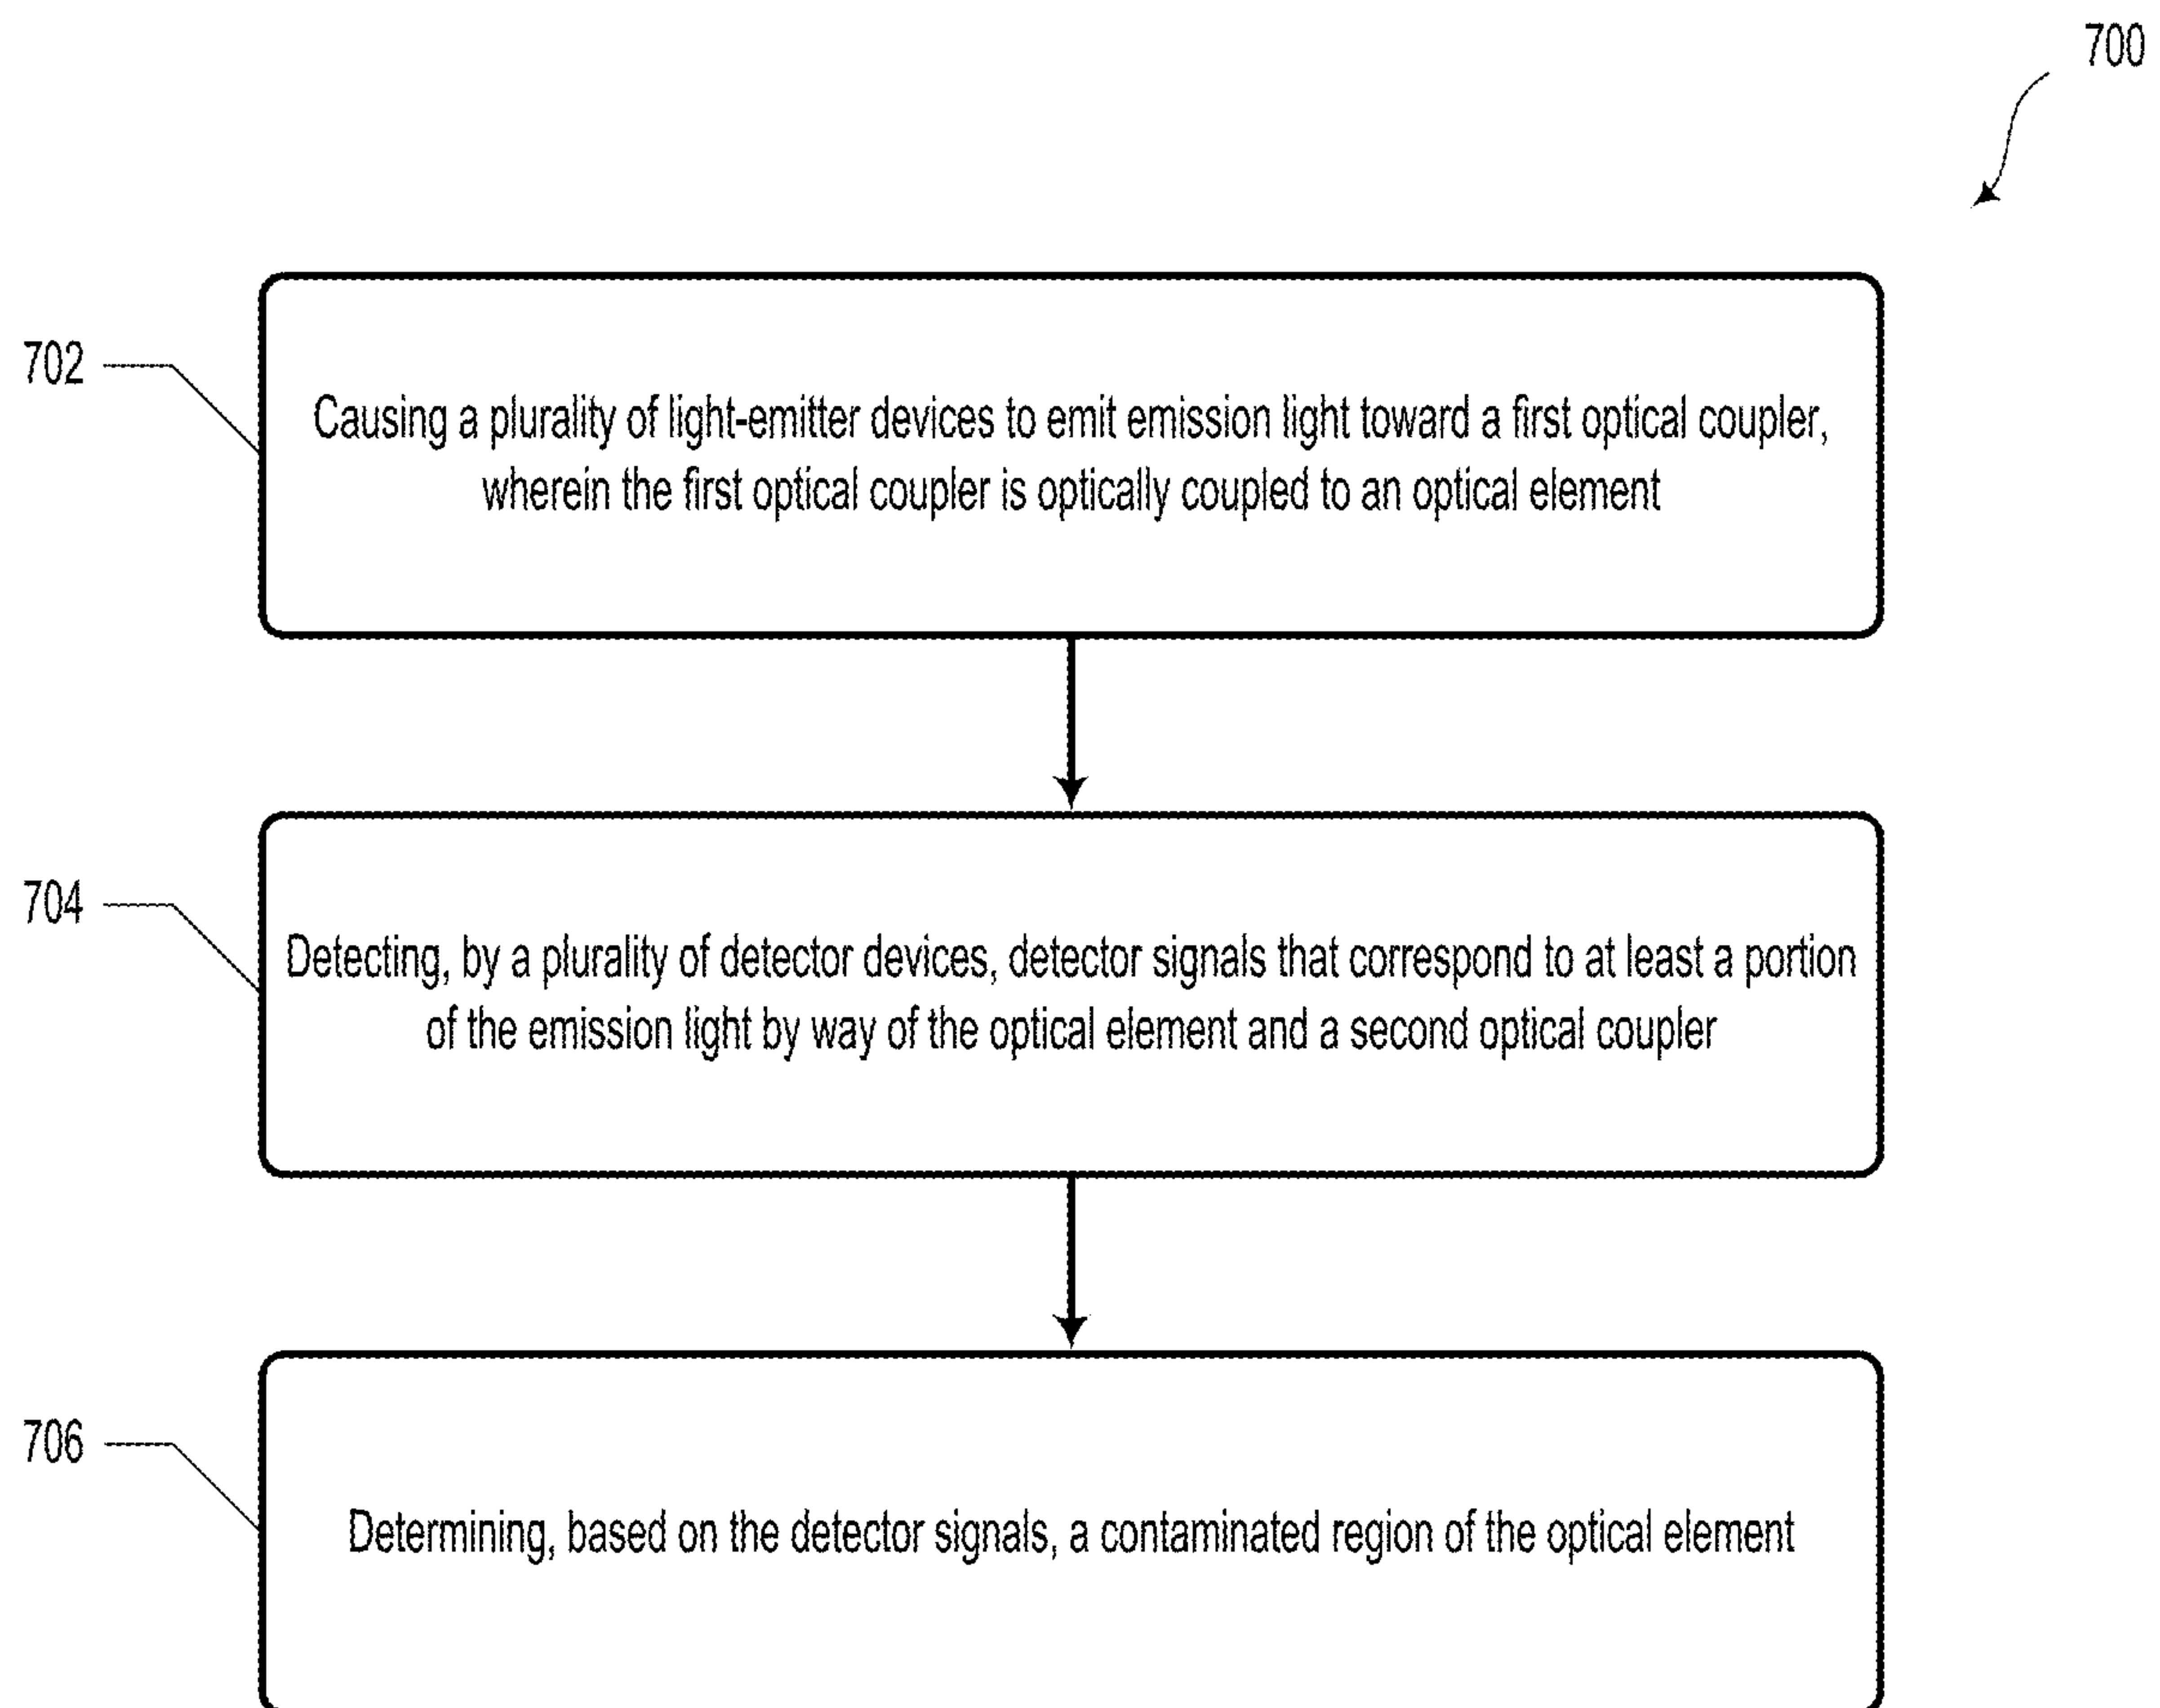 700
702
Causing a plurality of light-emitter devices to emit emission light toward a first optical coupler,
wherein the first optical coupler is optically coupled to an optical element
704
Detecting, by a plurality of detector devices, detector signals that correspond to at least a portion
of the emission light by way of the optical element and a second optical coupler
706
Determining, based on the detector signals, a contaminated region of the optical element